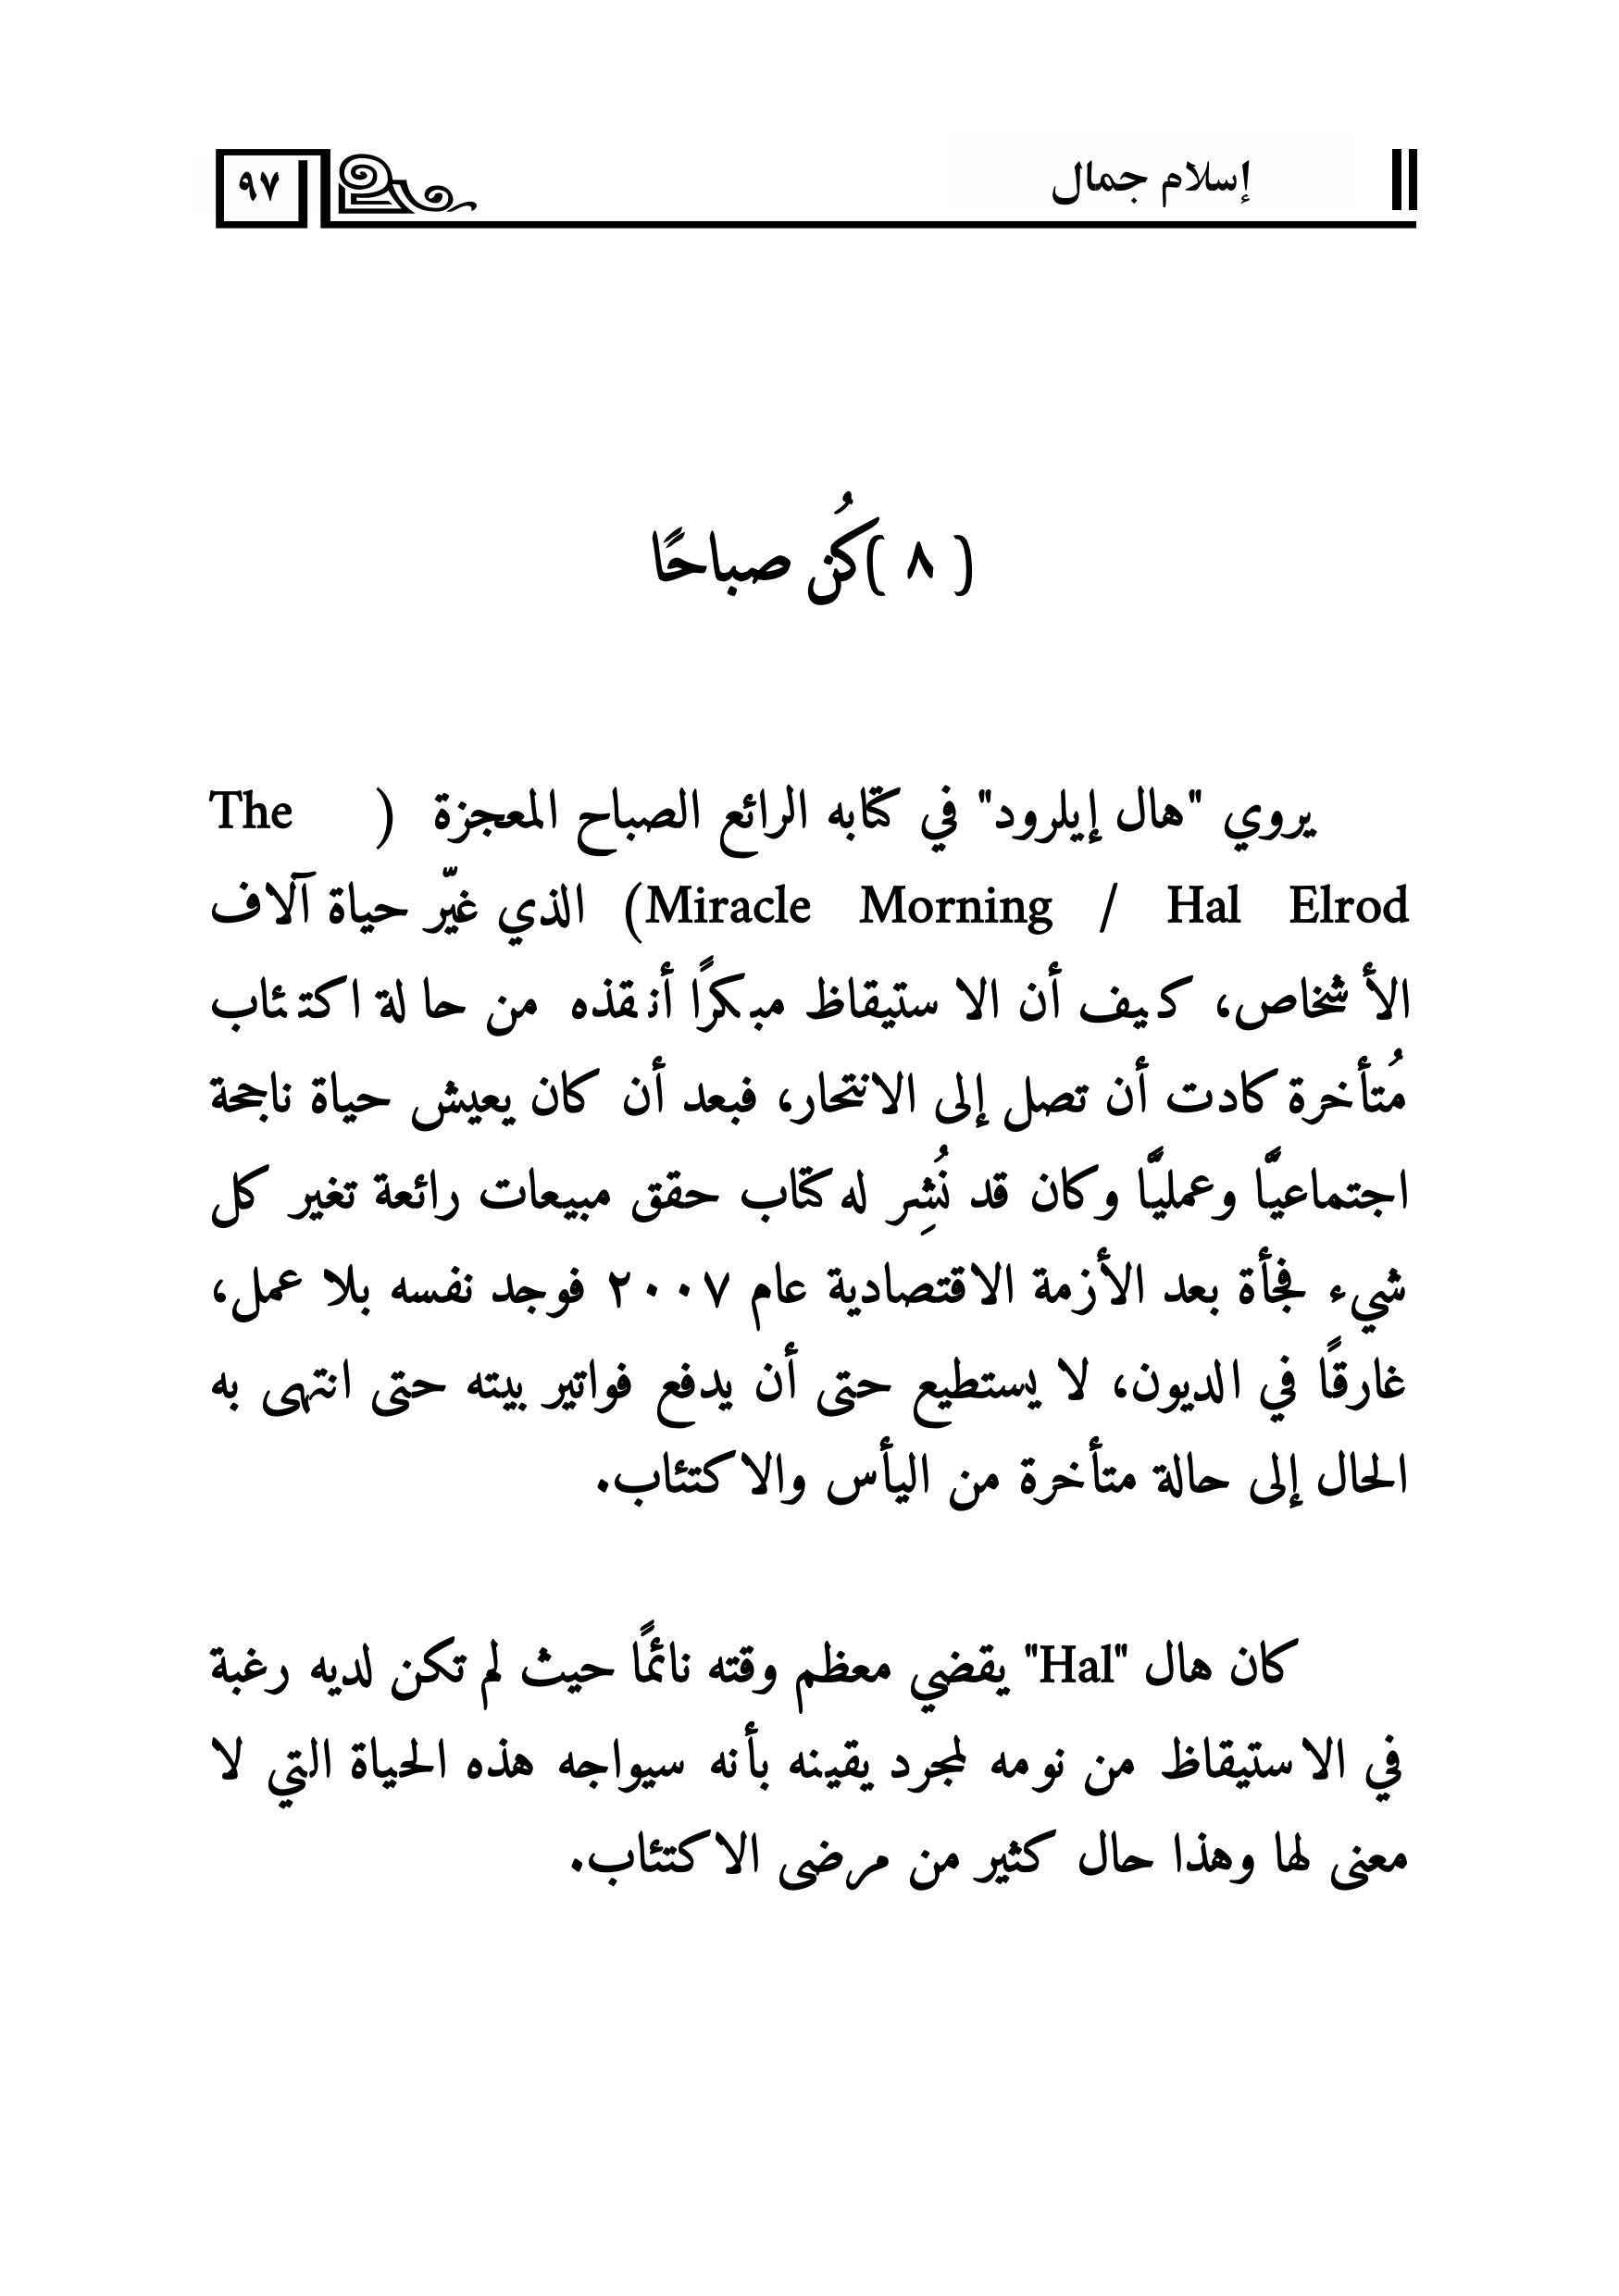 إسلام جمال
٩٧
( ٨ )كُن صباحًا
يروي "هال إيلرود" في كتابه الرائع الصباح المعجزة ( The
Miracle Morning / Hal Elrod) الذي غيّر حياة آلاف
الأشخاص، كيف أن الاستيقاظ مبكرًا أنقذه من حالة اكتئاب
مُتأخرة كادت أن تصل إلى الانتحار، فبعد أن كان يعيش حياة ناجحة
اجتماعيًّا وعمليًّا وكان قد نُشِر له كتاب حقق مبيعات رائعة تغير كل
شيء فجأة بعد الأزمة الاقتصادية عام ٢٠٠٧ فوجد نفسه بلا عمل،
غارقًا في الديون، لا يستطيع حتى أن يدفع فواتير بيته حتى انتهى به
الحال إلى حالة متأخرة من اليأس والاكتئاب.
كان هال "Hal" يقضي معظم وقته نائمًا حيث لم تكن لديه رغبة
في الاستيقاظ من نومه لمجرد يقينه بأنه سيواجه هذه الحياة التي لا
معنى لها وهذا حال كثير من مرضى الاكتئاب.